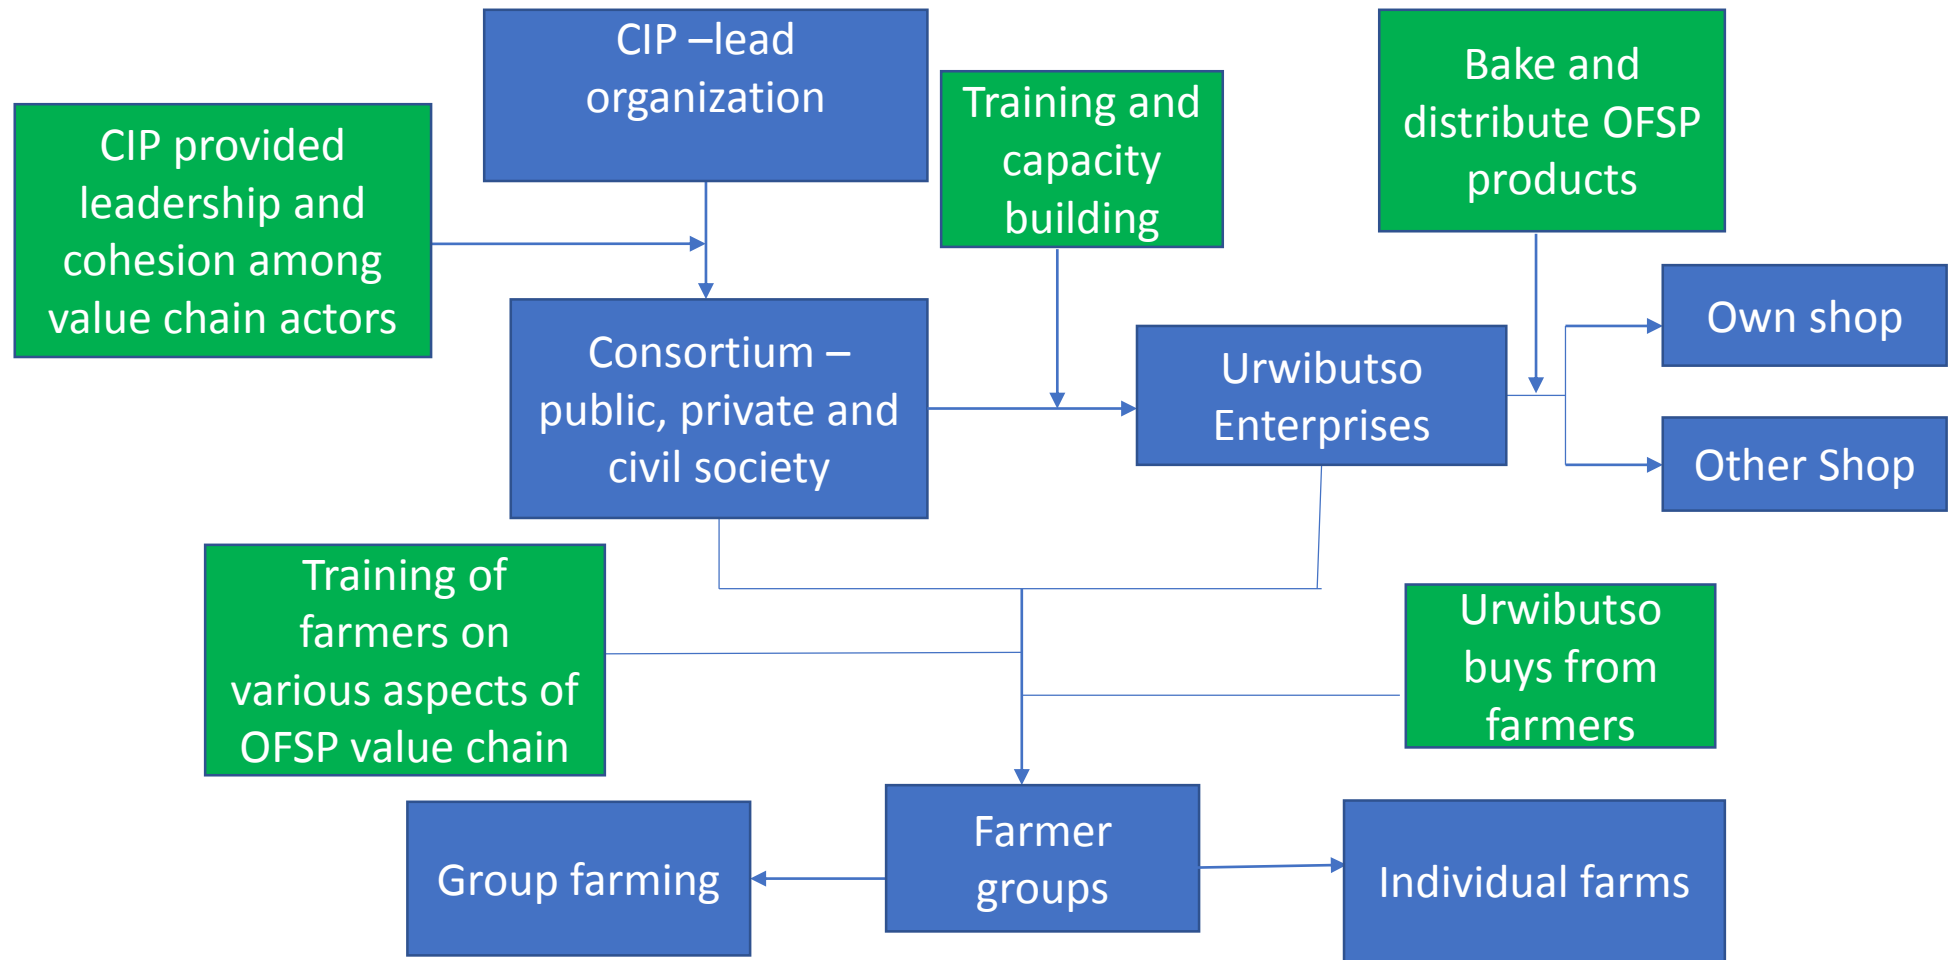 CIP –lead
organization
CIP provided
leadership and
cohesion among
value chain actors
Training and
capacity
building
Bake and
distribute OFSP
products
Consortium –
public, private and
civil society
Urwibutso
Enterprises
Own shop
Other Shop
Training of
farmers on
various aspects of
OFSP value chain
Urwibutso
buys from
farmers
Group farming
Farmer
groups
Individual farms